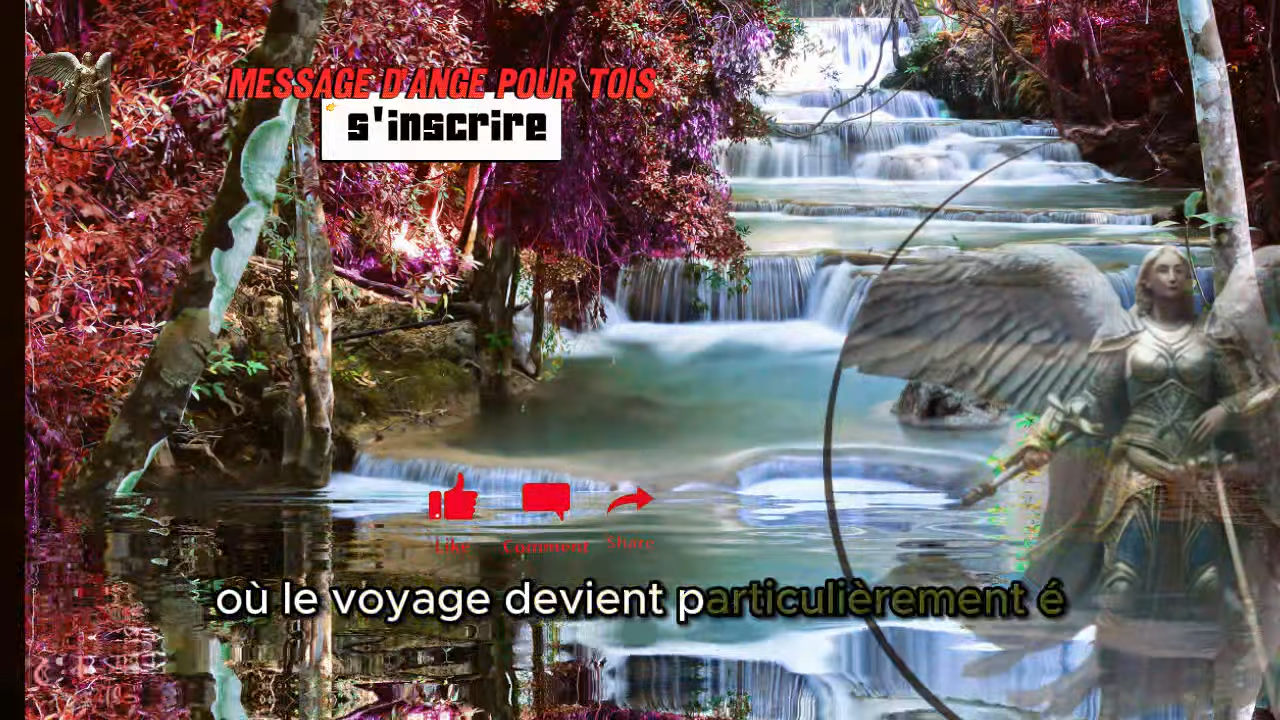 MESSAGE D'ANGE POUR TOIS
s'inscrire
Like Comment Share
où le voyage devient particulièrement é